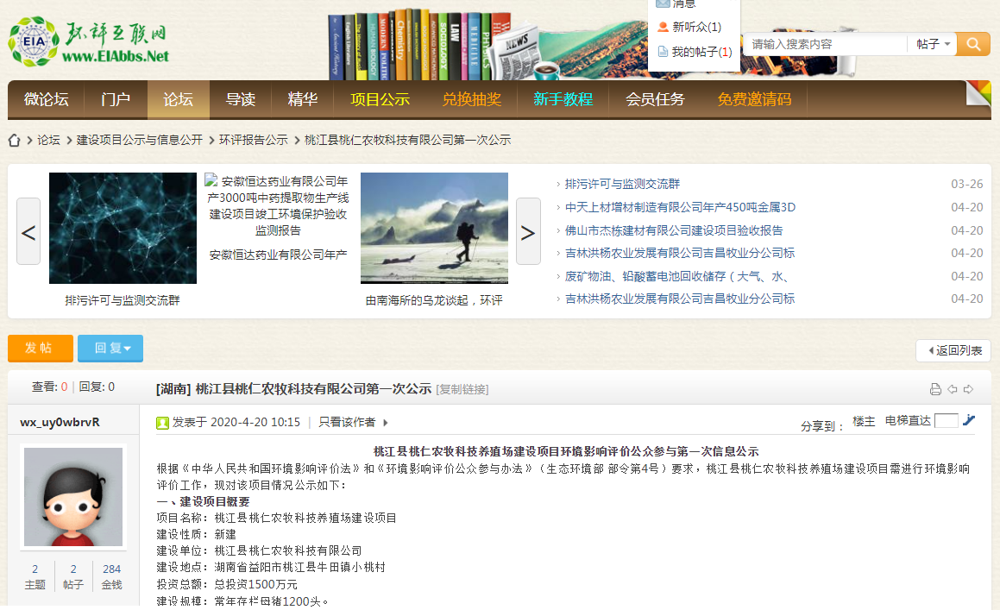 EIA 环评互联网
www.EIAbbs.Net
消息
新听众(1)
我的帖子(1)
LAW
NEWS
请输入搜索内容 帖子
微论坛 门户 论坛 导读 精华 项目公示 兑换抽奖 新手教程 会员任务 免费邀请码
论坛 建设项目公示与信息公开 环评报告公示 桃江县桃仁农牧科技有限公司第一次公示
<
安徽恒达药业有限公司年
产3000吨中药提取物生产线
建设项目竣工环境保护验收
监测报告
安徽恒达药业有限公司年产
>
排污许可与监测交流群
由南海所的乌龙谈起，环评
排污许可与监测交流群 03-26
中天上材增材制造有限公司年产450吨金属3D 04-20
佛山市杰栋建材有限公司建设项目验收报告 04-20
吉林洪杨农业发展有限公司吉昌牧业分公司标 04-20
废矿物油、铅酸蓄电池回收储存（大气、水、 04-20
吉林洪杨农业发展有限公司吉昌牧业分公司标 04-20
发帖 回复 返回列表
查看: 0 | 回复: 0 [湖南] 桃江县桃仁农牧科技有限公司第一次公示 [复制链接]
wx_uy0wbrvR
发表于 2020-4-20 10:15 | 只看该作者
分享到： 楼主 电梯直达
桃江县桃仁农牧科技养殖场建设项目环境影响评价公众参与第一次信息公示
根据《中华人民共和国环境影响评价法》和《环境影响评价公众参与办法》（生态环境部 部令第4号）要求，桃江县桃仁农牧科技养殖场建设项目需进行环境影响
评价工作，现对该项目情况公示如下：
一、建设项目概要
项目名称：桃江县桃仁农牧科技养殖场建设项目
建设性质：新建
建设单位：桃江县桃仁农牧科技有限公司
建设地点：湖南省益阳市桃江县牛田镇小桃村
投资总额：总投资1500万元
建设规模：常年存栏母猪1200头。
2 2 284
主题 帖子 金钱